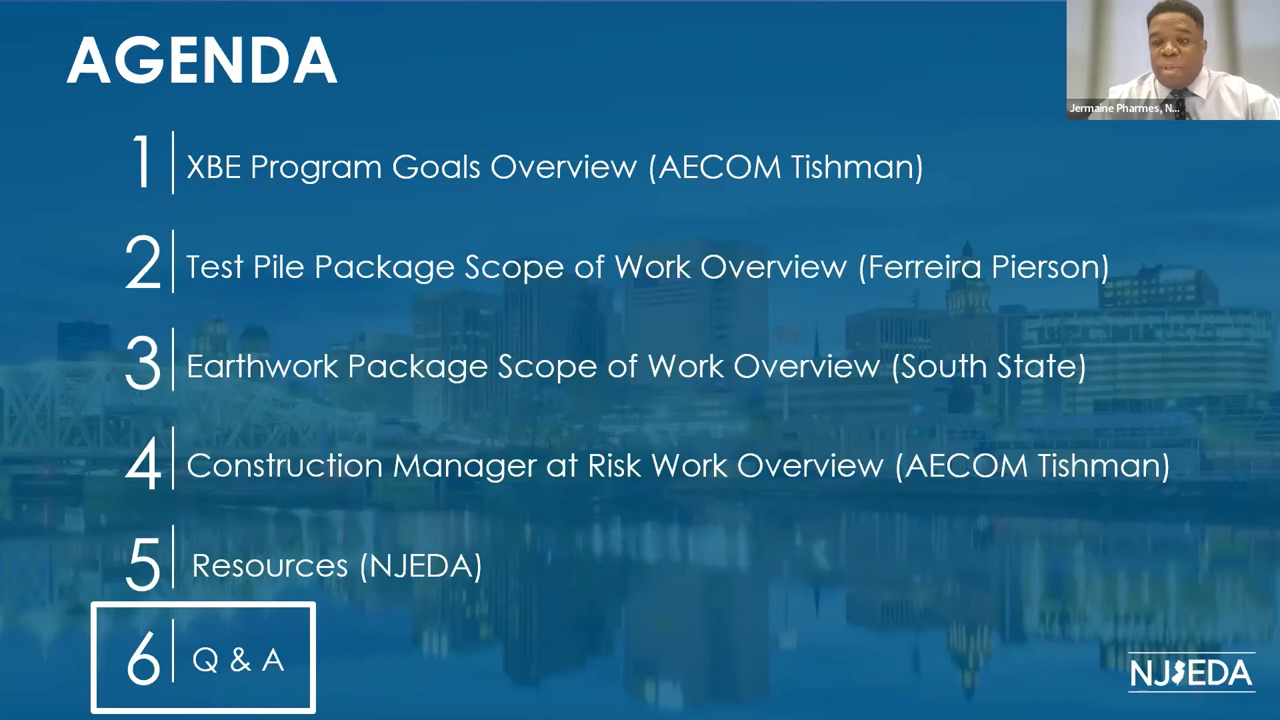 AGENDA
Jermaine Pharmes, N...
1 XBE Program Goals Overview (AECOM Tishman)
2 Test Pile Package Scope of Work Overview (Ferreira Pierson)
3 Earthwork Package Scope of Work Overview (South State)
4 Construction Manager at Risk Work Overview (AECOM Tishman)
5 Resources (NJEDA)
6 Q & A
NJEDA